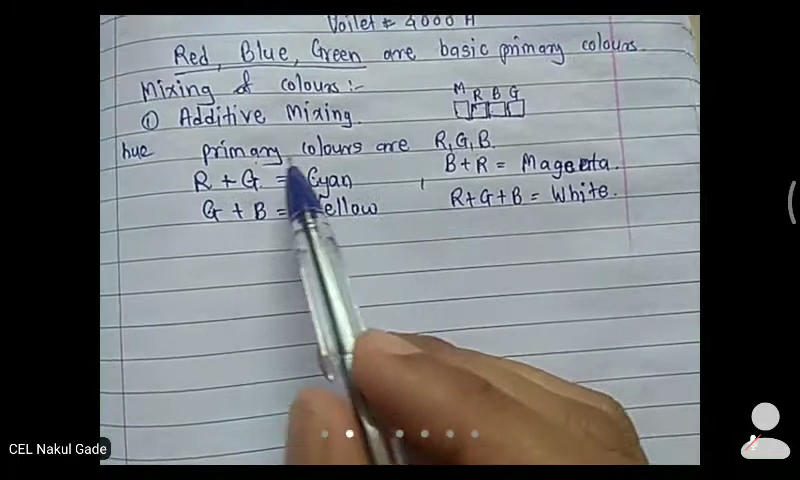 Voilet = 4000 A
Red, Blue, Green are basic primary colours.
Mixing of colours :-
M R B G
① Additive Mixing.
hue primary colours are R, G, B.
R + G = Cyan , B + R = Magenta.
G + B = Yellow R+G+B = White.
CEL Nakul Gade